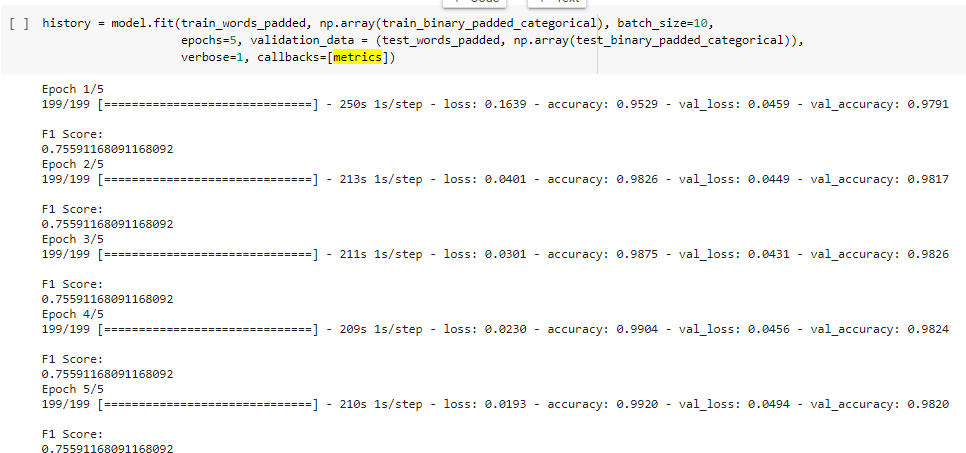 Code Text
[ ] history = model.fit(train_words_padded, np.array(train_binary_padded_categorical), batch_size=10,
epochs=5, validation_data = (test_words_padded, np.array(test_binary_padded_categorical)),
verbose=1, callbacks=[metrics])
Epoch 1/5
199/199 [==============================] - 250s 1s/step - loss: 0.1639 - accuracy: 0.9529 - val_loss: 0.0459 - val_accuracy: 0.9791
F1 Score:
0.75591168091168092
Epoch 2/5
199/199 [==============================] - 213s 1s/step - loss: 0.0401 - accuracy: 0.9826 - val_loss: 0.0449 - val_accuracy: 0.9817
F1 Score:
0.75591168091168092
Epoch 3/5
199/199 [==============================] - 211s 1s/step - loss: 0.0301 - accuracy: 0.9875 - val_loss: 0.0431 - val_accuracy: 0.9826
F1 Score:
0.75591168091168092
Epoch 4/5
199/199 [==============================] - 209s 1s/step - loss: 0.0230 - accuracy: 0.9904 - val_loss: 0.0456 - val_accuracy: 0.9824
F1 Score:
0.75591168091168092
Epoch 5/5
199/199 [==============================] - 210s 1s/step - loss: 0.0193 - accuracy: 0.9920 - val_loss: 0.0494 - val_accuracy: 0.9820
F1 Score:
0.75591168091168092